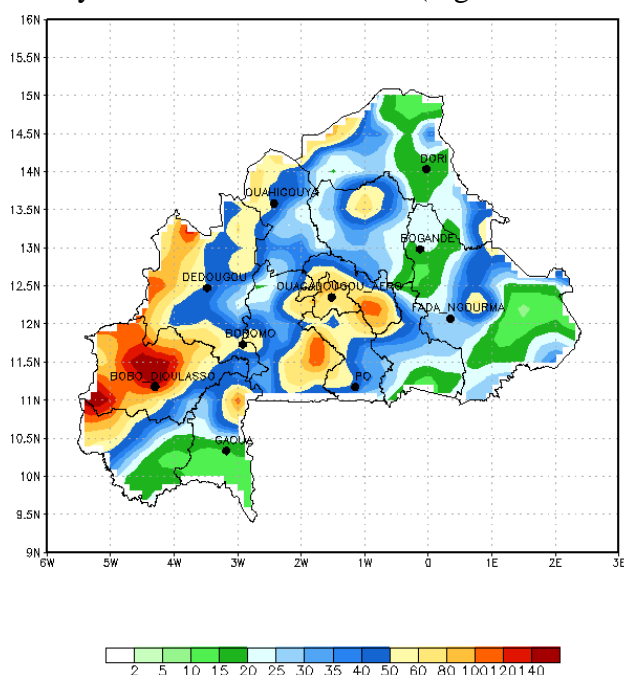 16N
15.5N
15N
14.5N
14N
13.5N
13N
12.5N
12N
11.5N
11N
10.5N
10N
9.5N
9N
DORI
OUAHIGOUYA
BOGANDE
DEDOUGOU
OUAGADOUGOU_AERO
FADA_NGOURMA
BOROMO
BOBO_DIOULASSO
PO
GAOUA
6W 5W 4W 3W 2W 1W 0 1E 2E 3E
2 5 10 15 20 25 30 35 40 50 60 80 100 120 140